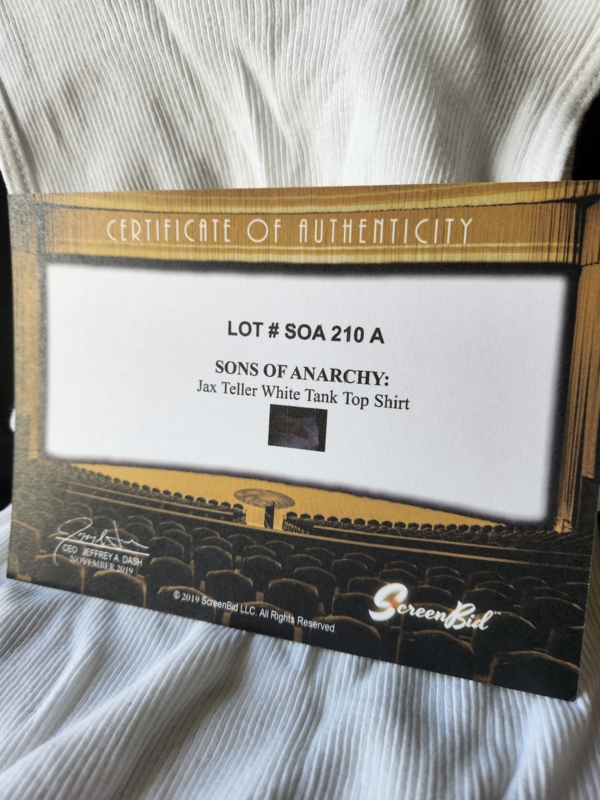 CERTIFICATE OF AUTHENTICITY
LOT # SOA 210 A
SONS OF ANARCHY:
Jax Teller White Tank Top Shirt
CEO JEFFREY A. DASH
NOVEMBER 2019
© 2019 ScreenBid LLC. All Rights Reserved.
ScreenBid™